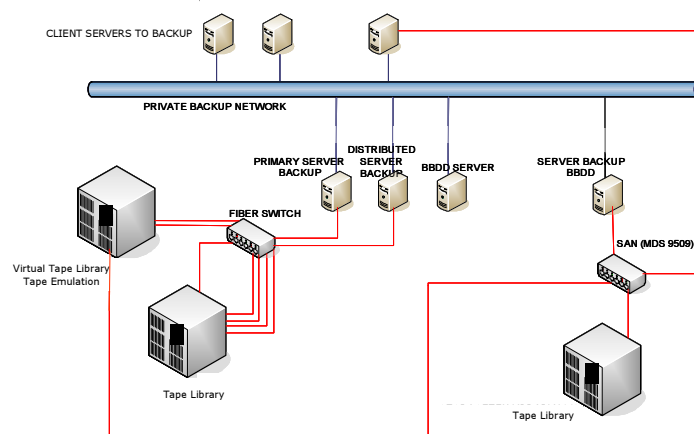 CLIENT SERVERS TO BACKUP
PRIVATE BACKUP NETWORK
PRIMARY SERVER
BACKUP
DISTRIBUTED
SERVER
BACKUP
BBDD SERVER
SERVER BACKUP
BBDD
FIBER SWITCH
SAN (MDS 9509)
Virtual Tape Library
Tape Emulation
Tape Library
Tape Library